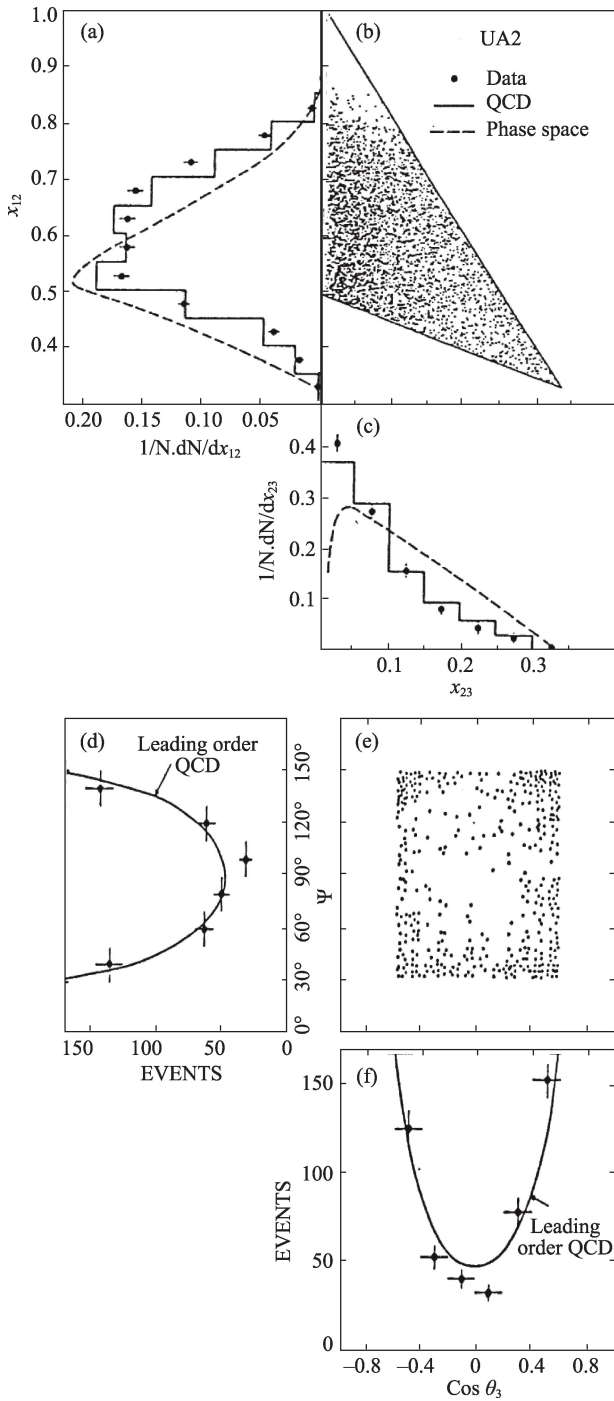 (a)
(b)
UA2
Data
QCD
Phase space
1.0
0.9
0.8
0.7
0.6
0.5
0.4
x₁₂
0.20
0.15
0.10
0.05
1/N.dN/dx₁₂
(c)
0.4
0.3
0.2
0.1
1/N.dN/dx₂₃
0.1
0.2
0.3
x₂₃
(d)
Leading order
QCD
150°
120°
90°
60°
30°
0°
Ψ
150
100
50
0
EVENTS
(e)
(f)
150
100
50
0
EVENTS
Leading
order QCD
−0.8
−0.4
0
0.4
0.8
Cos θ₃